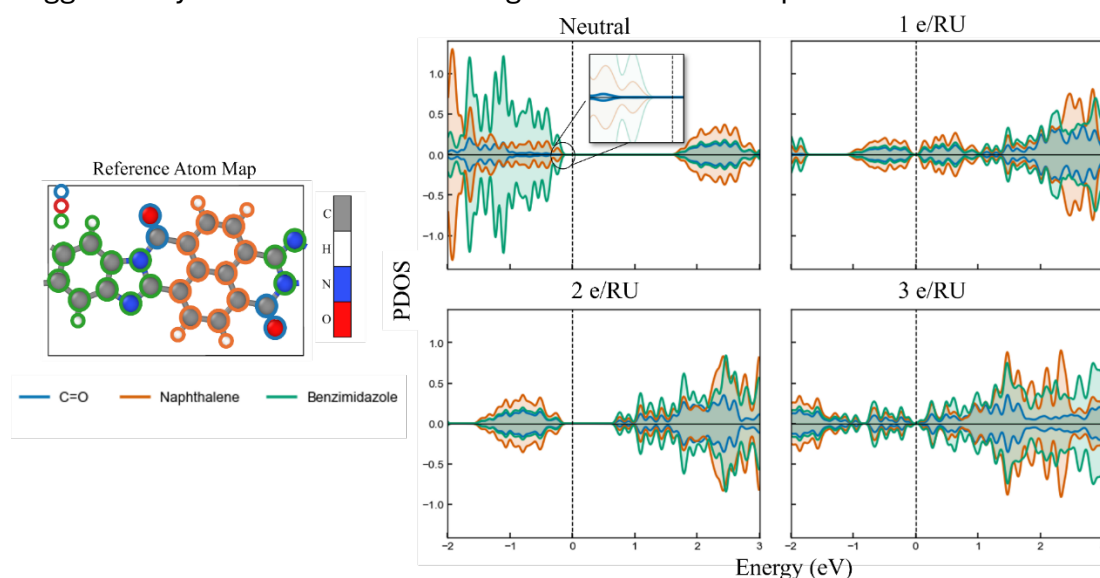 Neutral
1 e/RU
Reference Atom Map
C
H
N
O
C=O
Naphthalene
Benzimidazole
PDOS
1.0
0.5
0.0
−0.5
−1.0
2 e/RU
3 e/RU
1.0
0.5
0.0
−0.5
−1.0
−2
−1
0
1
2
3
−2
−1
0
1
2
Energy (eV)